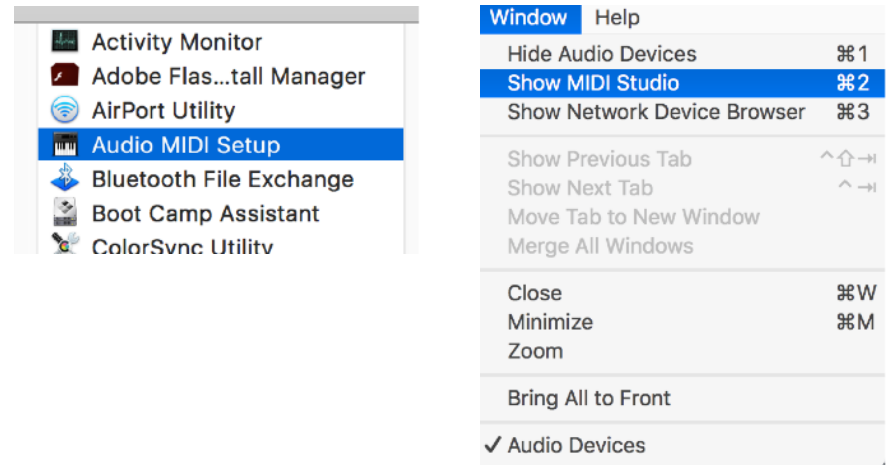 Activity Monitor
Adobe Flas...tall Manager
AirPort Utility
Audio MIDI Setup
Bluetooth File Exchange
Boot Camp Assistant
ColorSync Utility
Window Help
Hide Audio Devices ⌘1
Show MIDI Studio ⌘2
Show Network Device Browser ⌘3
Show Previous Tab ^⇧⇥
Show Next Tab ^⇥
Move Tab to New Window
Merge All Windows
Close ⌘W
Minimize ⌘M
Zoom
Bring All to Front
✓ Audio Devices